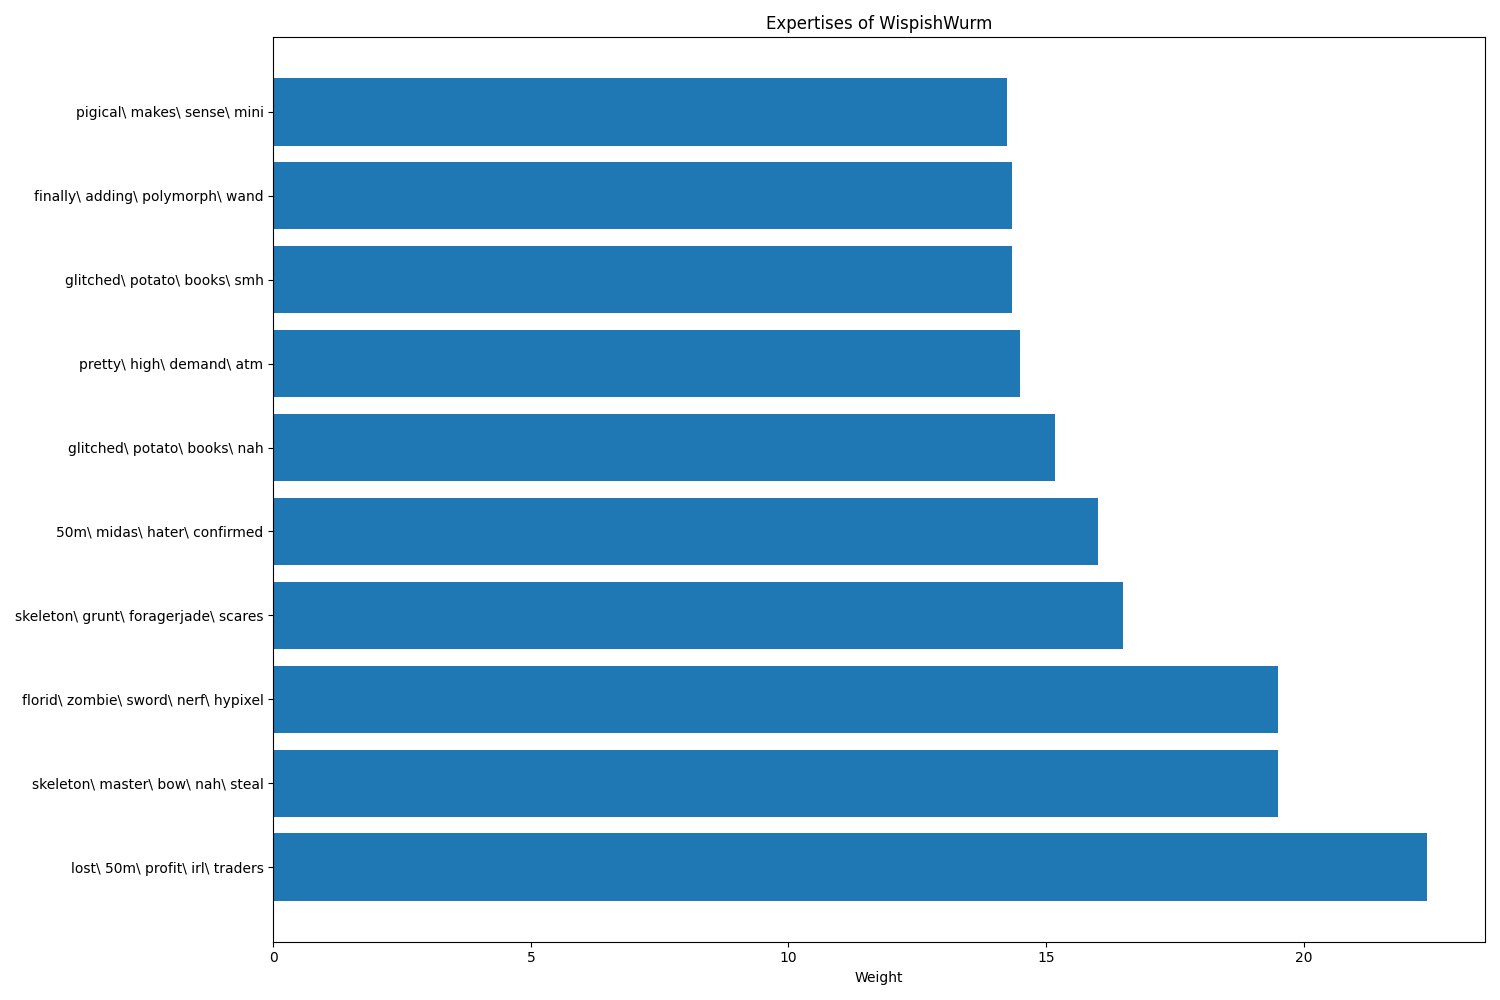 Expertises of WispishWurm
pigical\ makes\ sense\ mini
finally\ adding\ polymorph\ wand
glitched\ potato\ books\ smh
pretty\ high\ demand\ atm
glitched\ potato\ books\ nah
50m\ midas\ hater\ confirmed
skeleton\ grunt\ foragerjade\ scares
florid\ zombie\ sword\ nerf\ hypixel
skeleton\ master\ bow\ nah\ steal
lost\ 50m\ profit\ irl\ traders
0 5 10 15 20
Weight